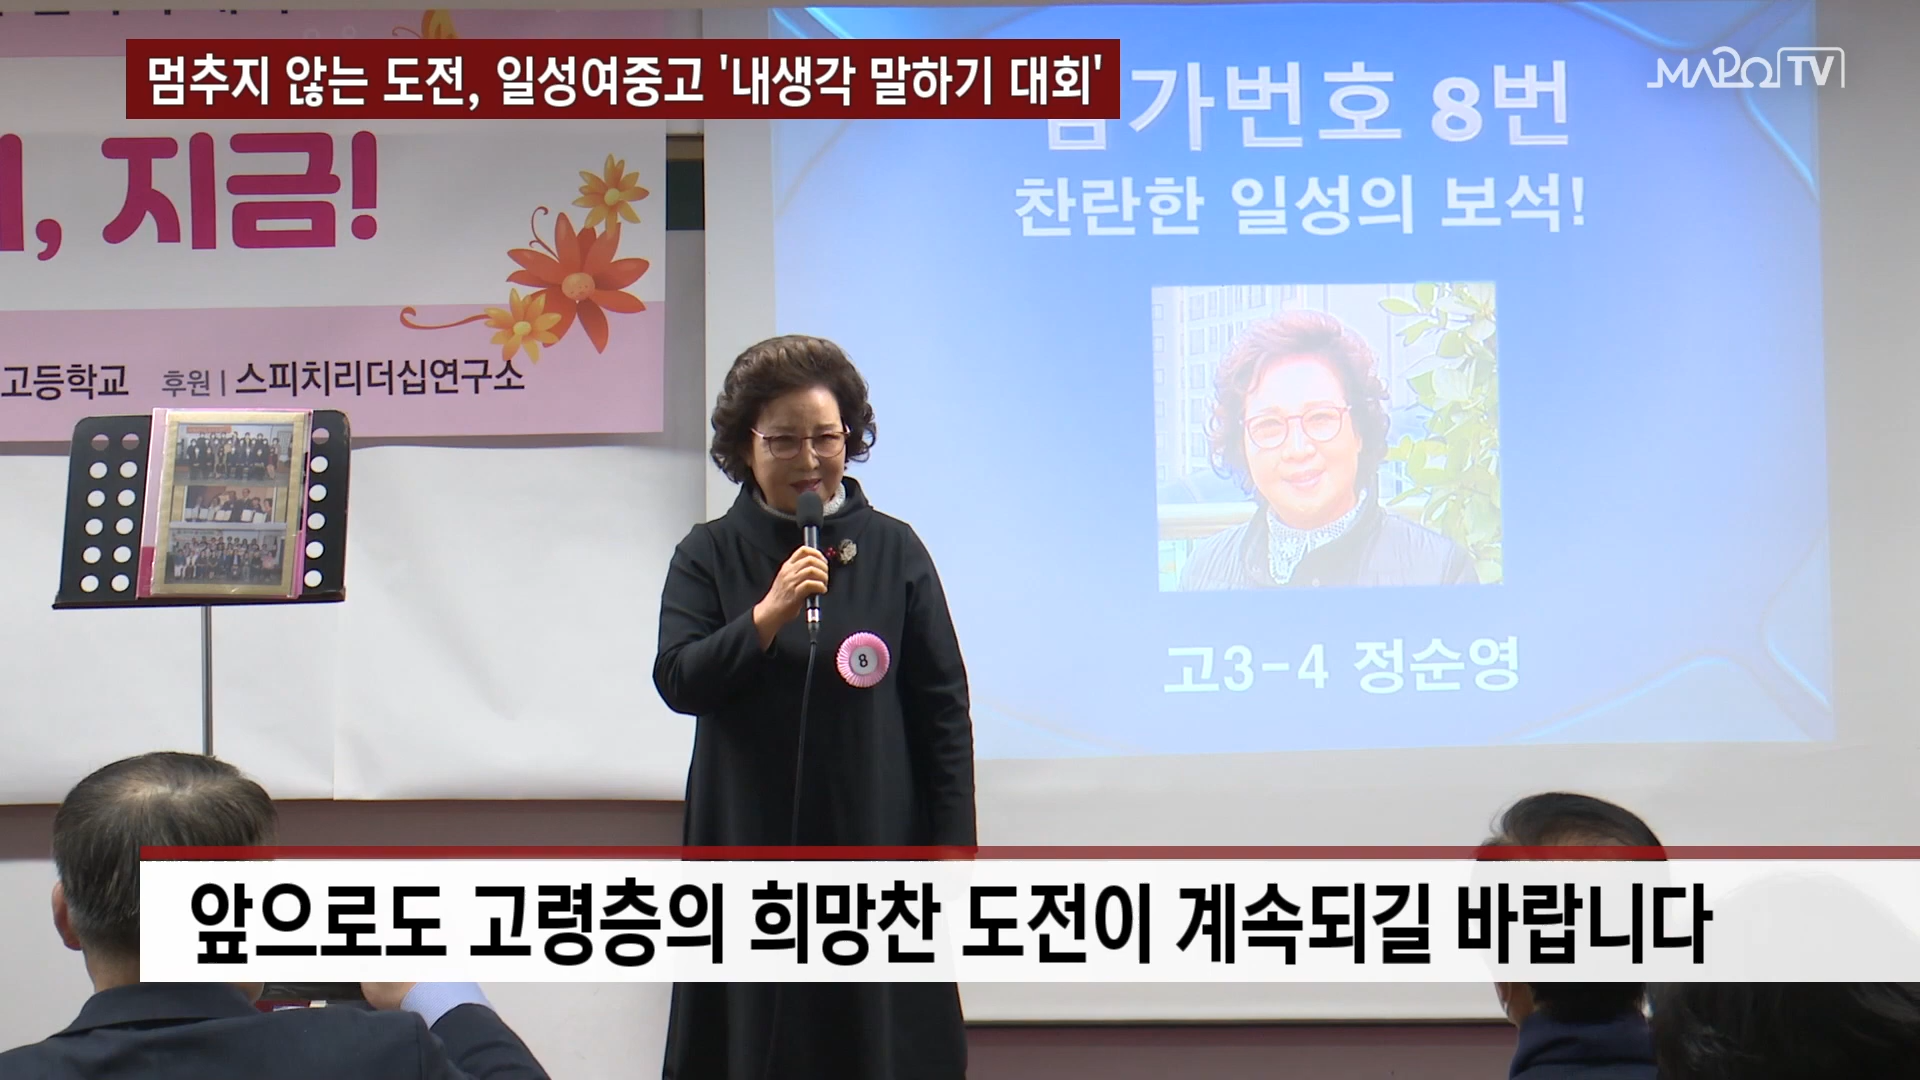 멈추지 않는 도전, 일성여중고 '내생각 말하기 대회'
MAPO TV
지금!
고등학교 후원 | 스피치리더십연구소
참가번호 8번
찬란한 일성의 보석!
고3-4 정순영
8
앞으로도 고령층의 희망찬 도전이 계속되길 바랍니다